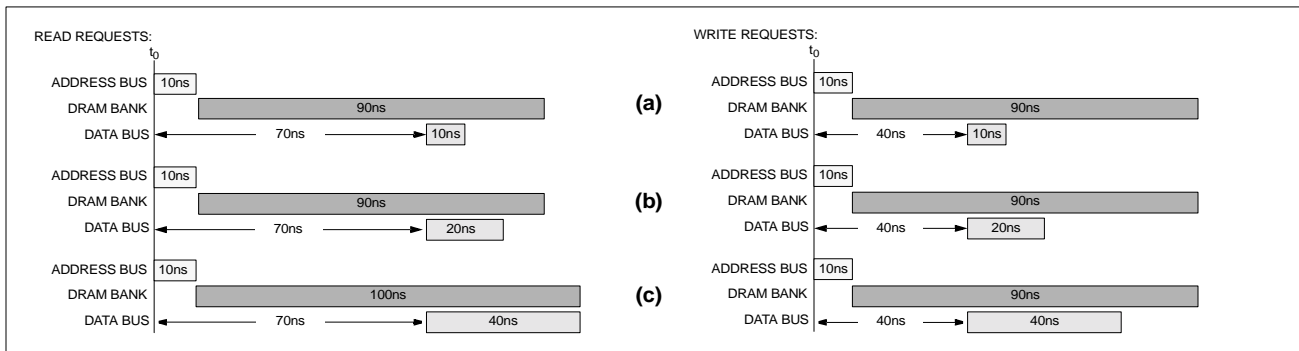 READ REQUESTS:
t0
ADDRESS BUS 10ns
DRAM BANK 90ns
DATA BUS 70ns 10ns
ADDRESS BUS 10ns
DRAM BANK 90ns
DATA BUS 70ns 20ns
ADDRESS BUS 10ns
DRAM BANK 100ns
DATA BUS 70ns 40ns
(a)
(b)
(c)
WRITE REQUESTS:
t0
ADDRESS BUS 10ns
DRAM BANK 90ns
DATA BUS 40ns 10ns
ADDRESS BUS 10ns
DRAM BANK 90ns
DATA BUS 40ns 20ns
ADDRESS BUS 10ns
DRAM BANK 90ns
DATA BUS 40ns 40ns